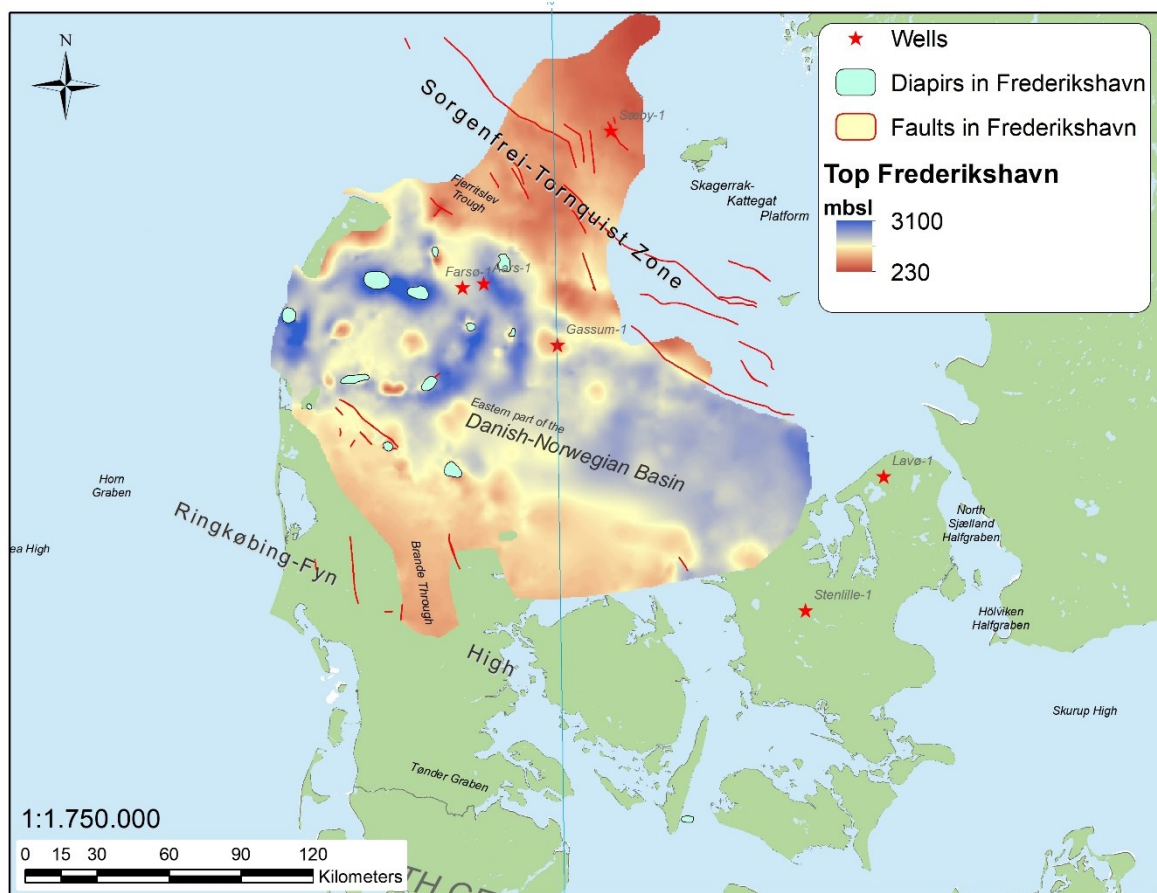 N
Wells
Diapirs in Frederikshavn
Faults in Frederikshavn
Top Frederikshavn
mbsl
3100
230
Sorgenfrei-Tornquist Zone
Sæby-1
Skagerrak-
Kattegat
Platform
Fjerritslev
Trough
Farsø-1
Aars-1
Gassum-1
Eastern part of the
Danish-Norwegian Basin
Lavø-1
Horn
Graben
North
Sjælland
Halfgraben
Ringkøbing-Fyn
ea High
Brande Through
Stenlille-1
Hölviken
Halfgraben
High
Skurup High
Tønder Graben
1:1.750.000
0 15 30 60 90 120
Kilometers